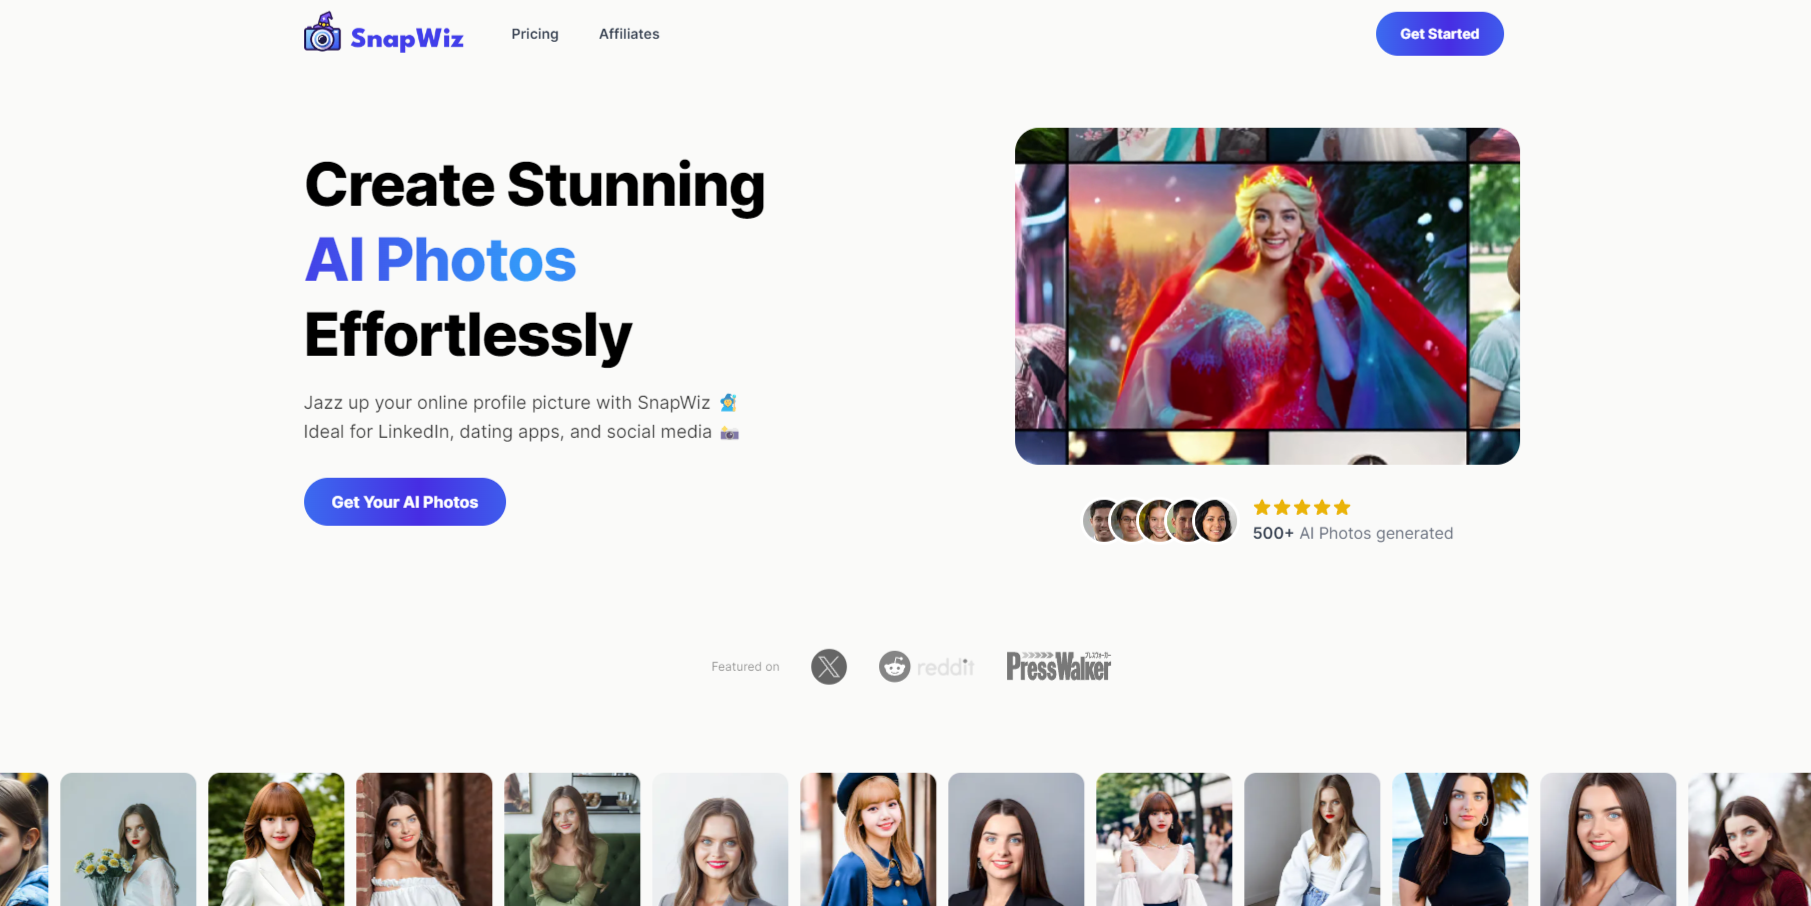 SnapWiz
Pricing
Affiliates
Get Started
Create Stunning
AI Photos
Effortlessly
Jazz up your online profile picture with SnapWiz
Ideal for LinkedIn, dating apps, and social media
Get Your AI Photos
500+ AI Photos generated
Featured on
reddit
プレスウォーカー
PressWalker